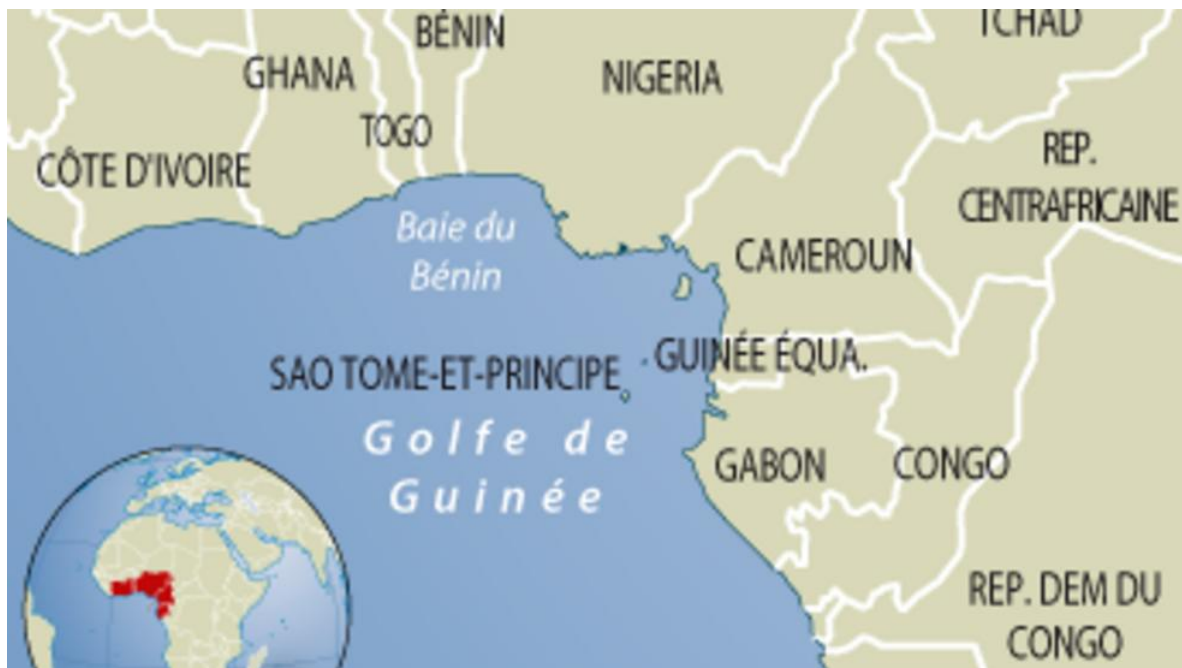 TCHAD
BÉNIN
GHANA
NIGERIA
TOGO
REP.
CENTRAFRICAINE
CÔTE D'IVOIRE
Baie du
Bénin
CAMEROUN
GUINÉE ÉQUA.
SAO TOME-ET-PRINCIPE
Golfe de
Guinée
GABON
CONGO
REP. DEM DU
CONGO